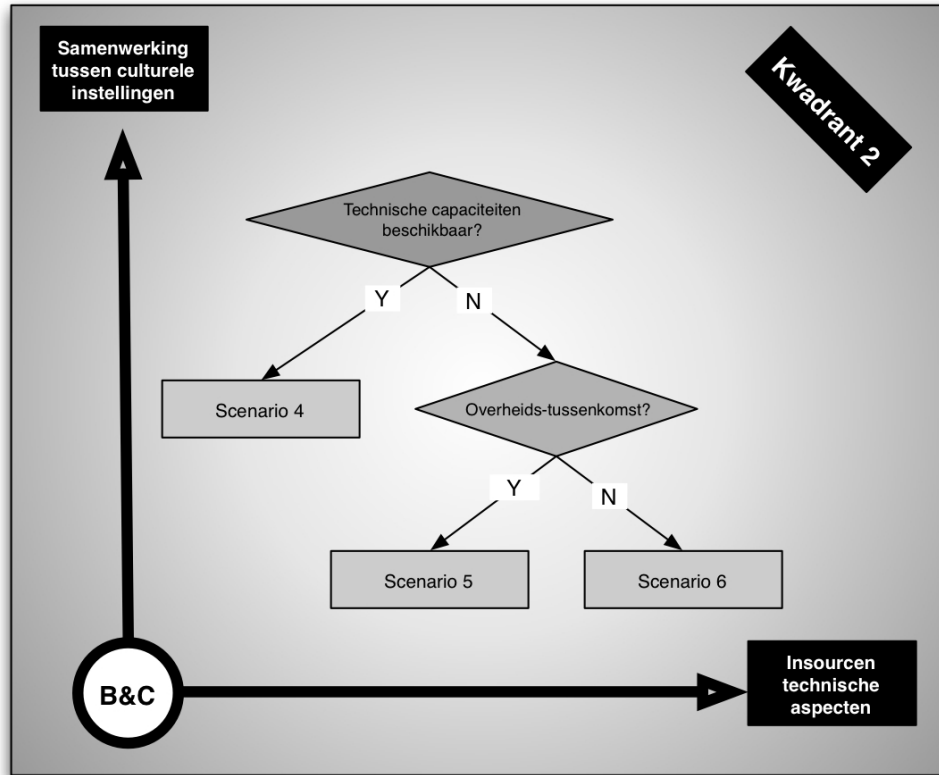 Samenwerking
tussen culturele
instellingen
Kwadrant 2
Technische capaciteiten
beschikbaar?
Y
N
Scenario 4
Overheids-tussenkomst?
Y
N
Scenario 5
Scenario 6
B&C
Insourcen
technische
aspecten